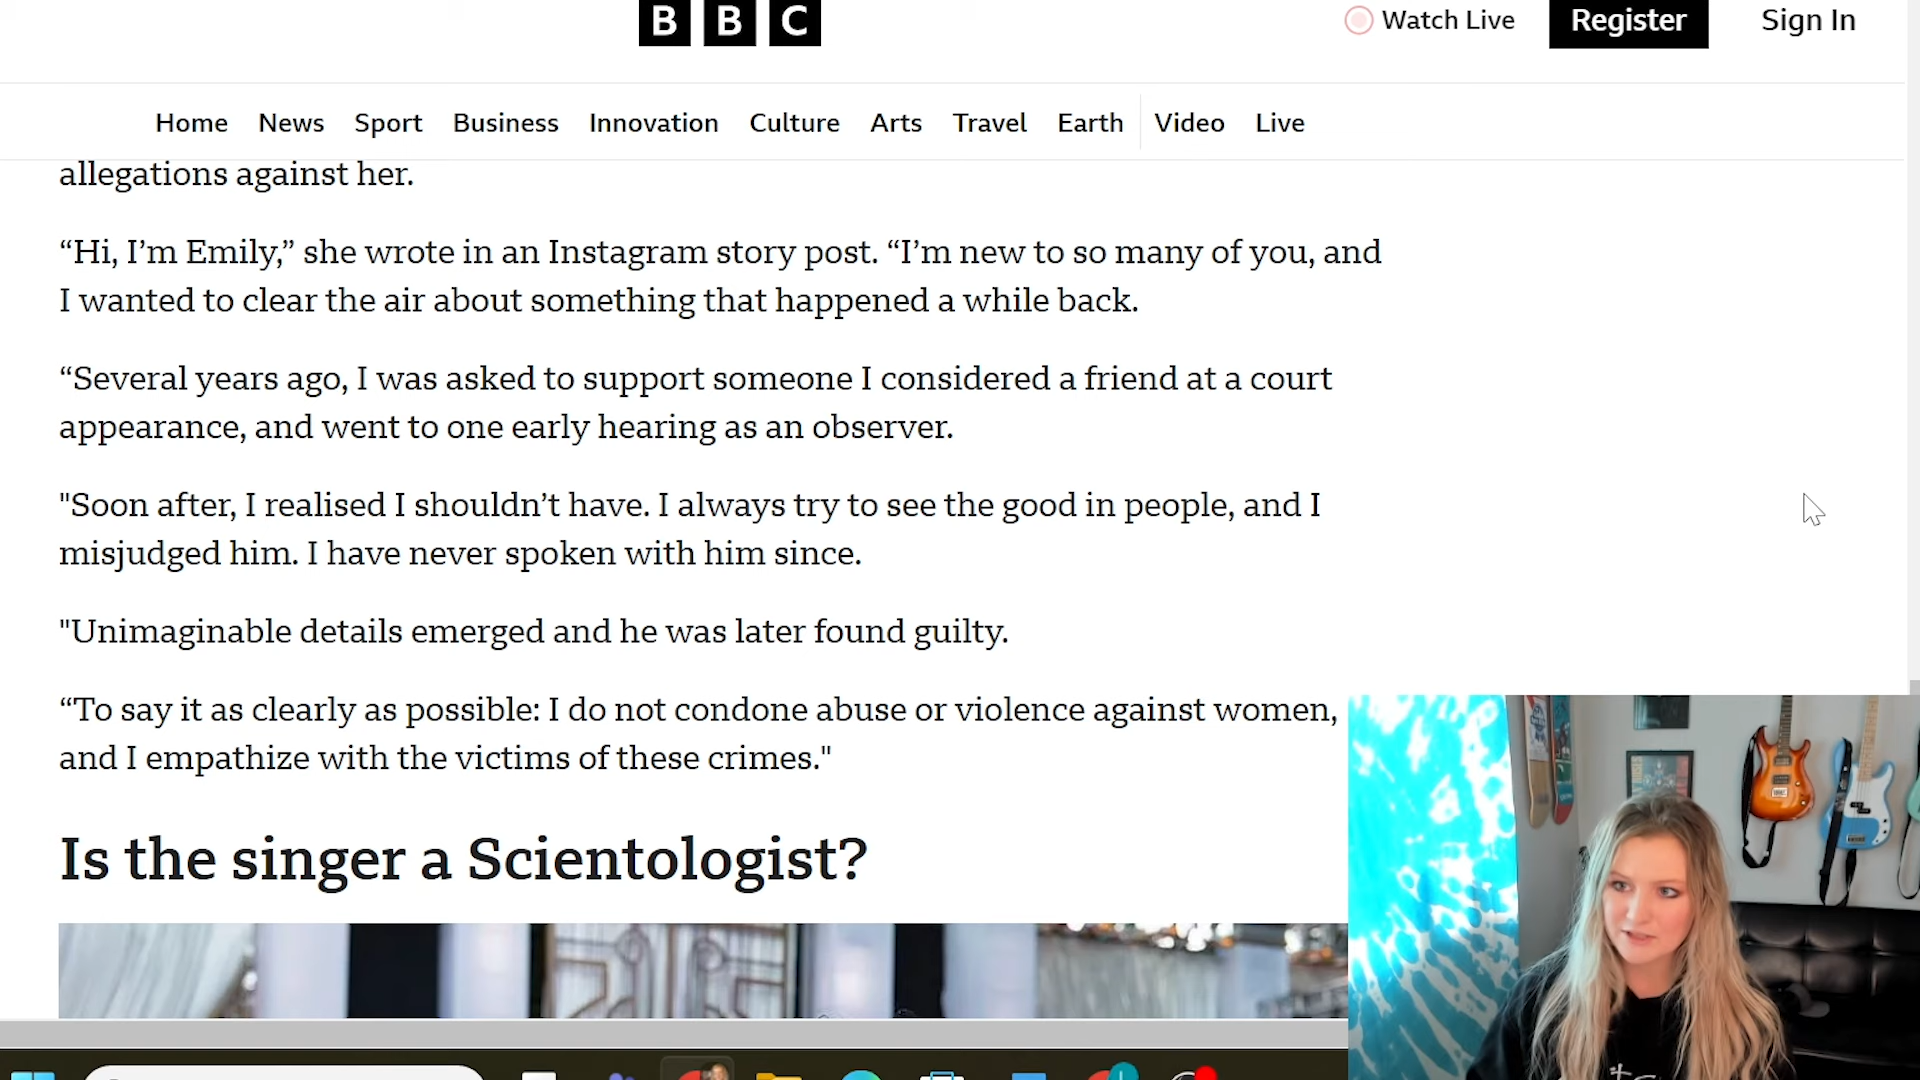 BBC
Watch Live
Register
Sign In
Home News Sport Business Innovation Culture Arts Travel Earth Video Live
allegations against her.
“Hi, I’m Emily,” she wrote in an Instagram story post. “I’m new to so many of you, and
I wanted to clear the air about something that happened a while back.
“Several years ago, I was asked to support someone I considered a friend at a court
appearance, and went to one early hearing as an observer.
"Soon after, I realised I shouldn’t have. I always try to see the good in people, and I
misjudged him. I have never spoken with him since.
"Unimaginable details emerged and he was later found guilty.
“To say it as clearly as possible: I do not condone abuse or violence against women,
and I empathize with the victims of these crimes."
Is the singer a Scientologist?